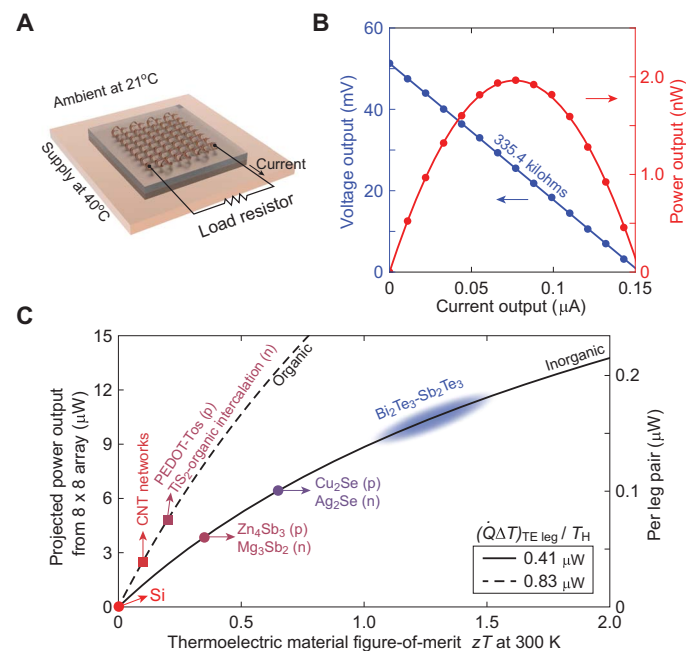 A
Ambient at 21°C
Supply at 40°C
Current
Load resistor
B
Voltage output (mV)
60
40
20
0
335.4 kilohms
2.0
1.0
0
Power output (nW)
0
0.05
0.1
0.15
Current output (μA)
C
Projected power output
from 8 x 8 array (μW)
15
12
9
6
3
0
CNT networks
PEDOT-Tos (p)
TiS₂-organic intercalation (n)
Organic
Inorganic
Bi₂Te₃-Sb₂Te₃
Cu₂Se (p)
Ag₂Se (n)
Zn₄Sb₃ (p)
Mg₃Sb₂ (n)
Si
(Q̇ΔT)TE leg / TH
0.41 μW
0.83 μW
0.2
0.1
0
Per leg pair (μW)
0
0.5
1.0
1.5
2.0
Thermoelectric material figure-of-merit zT at 300 K